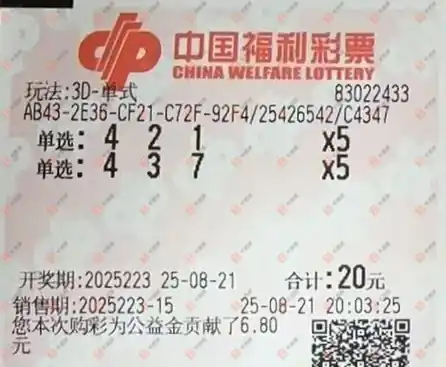 中国福利彩票
CHINA WELFARE LOTTERY
玩法:3D-单式 83022433
AB43-2E36-CF21-C72F-92F4/25426542/C4347
单选: 4 2 1 x5
单选: 4 3 7 x5
开奖期:2025223 25-08-21 合计:20元
销售期:2025223-15 25-08-21 20:03:25
您本次购彩为公益金贡献了6.80
元